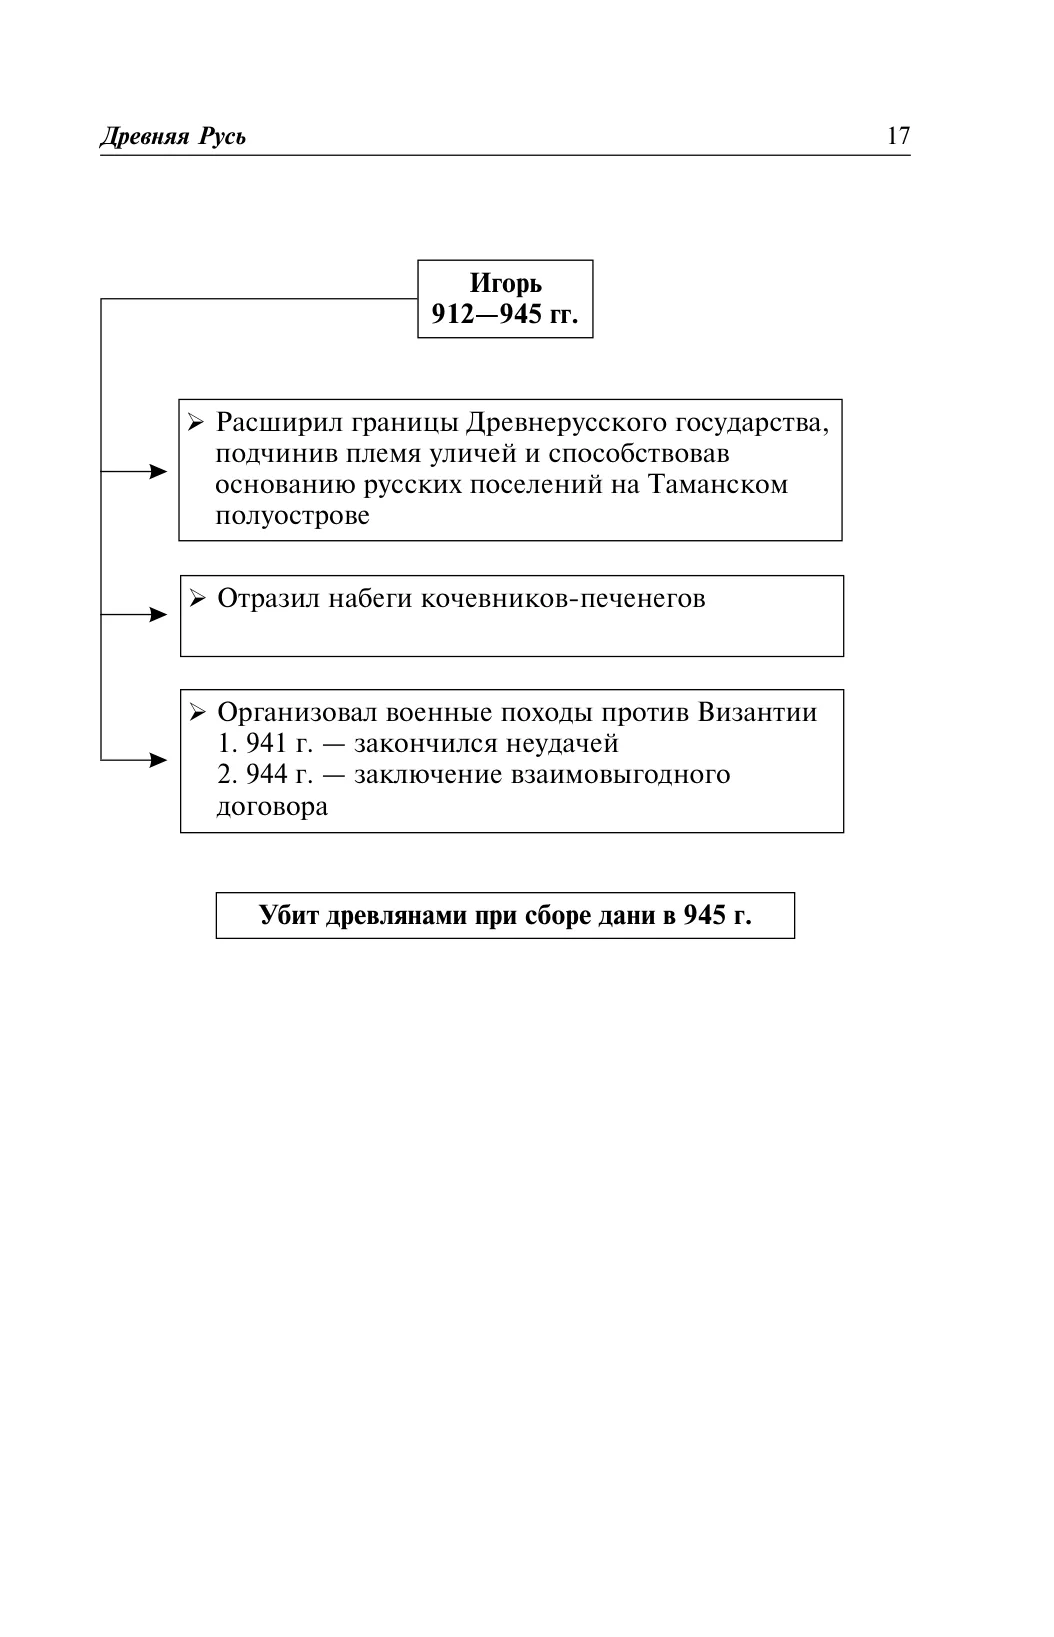 Древняя Русь 17
Игорь
912—945 гг.
➢ Расширил границы Древнерусского государства,
подчинив племя уличей и способствовав
основанию русских поселений на Таманском
полуострове
➢ Отразил набеги кочевников-печенегов
➢ Организовал военные походы против Византии
1. 941 г. — закончился неудачей
2. 944 г. — заключение взаимовыгодного
договора
Убит древлянами при сборе дани в 945 г.